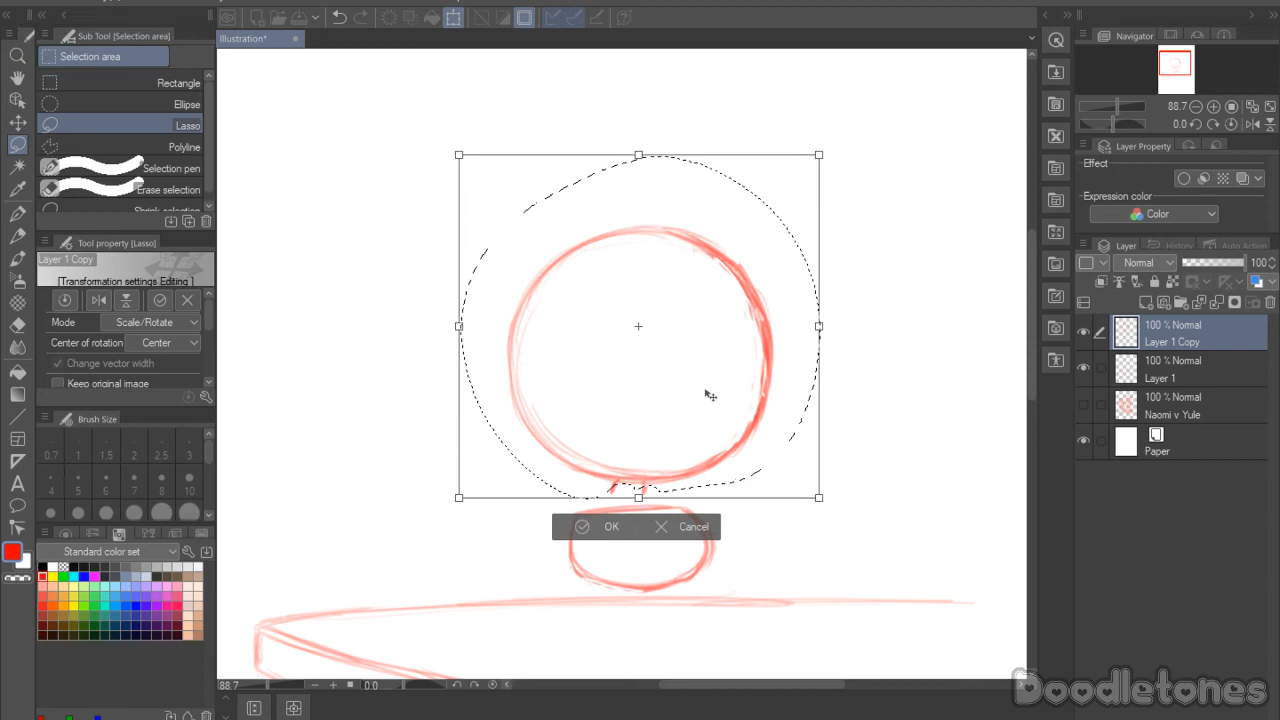 Sub Tool [Selection area]
Selection area
Rectangle
Ellipse
Lasso
Polyline
Selection pen
Erase selection
Shrink selection
Tool property [Lasso]
Layer 1 Copy
[Transformation settings Editing ]
Mode Scale/Rotate
Center of rotation Center
Change vector width
Keep original image
Brush Size
0.7 1 1.5 2 2.5 3
4 5 6 7 8 10
Standard color set
Illustration*
OK Cancel
88.7 0.0
Navigator
88.7
0.0
Layer Property
Effect
Expression color
Color
Layer History Auto Action
Normal 100
100 % Normal
Layer 1 Copy
100 % Normal
Layer 1
100 % Normal
Naomi v Yule
Paper
Doodletones